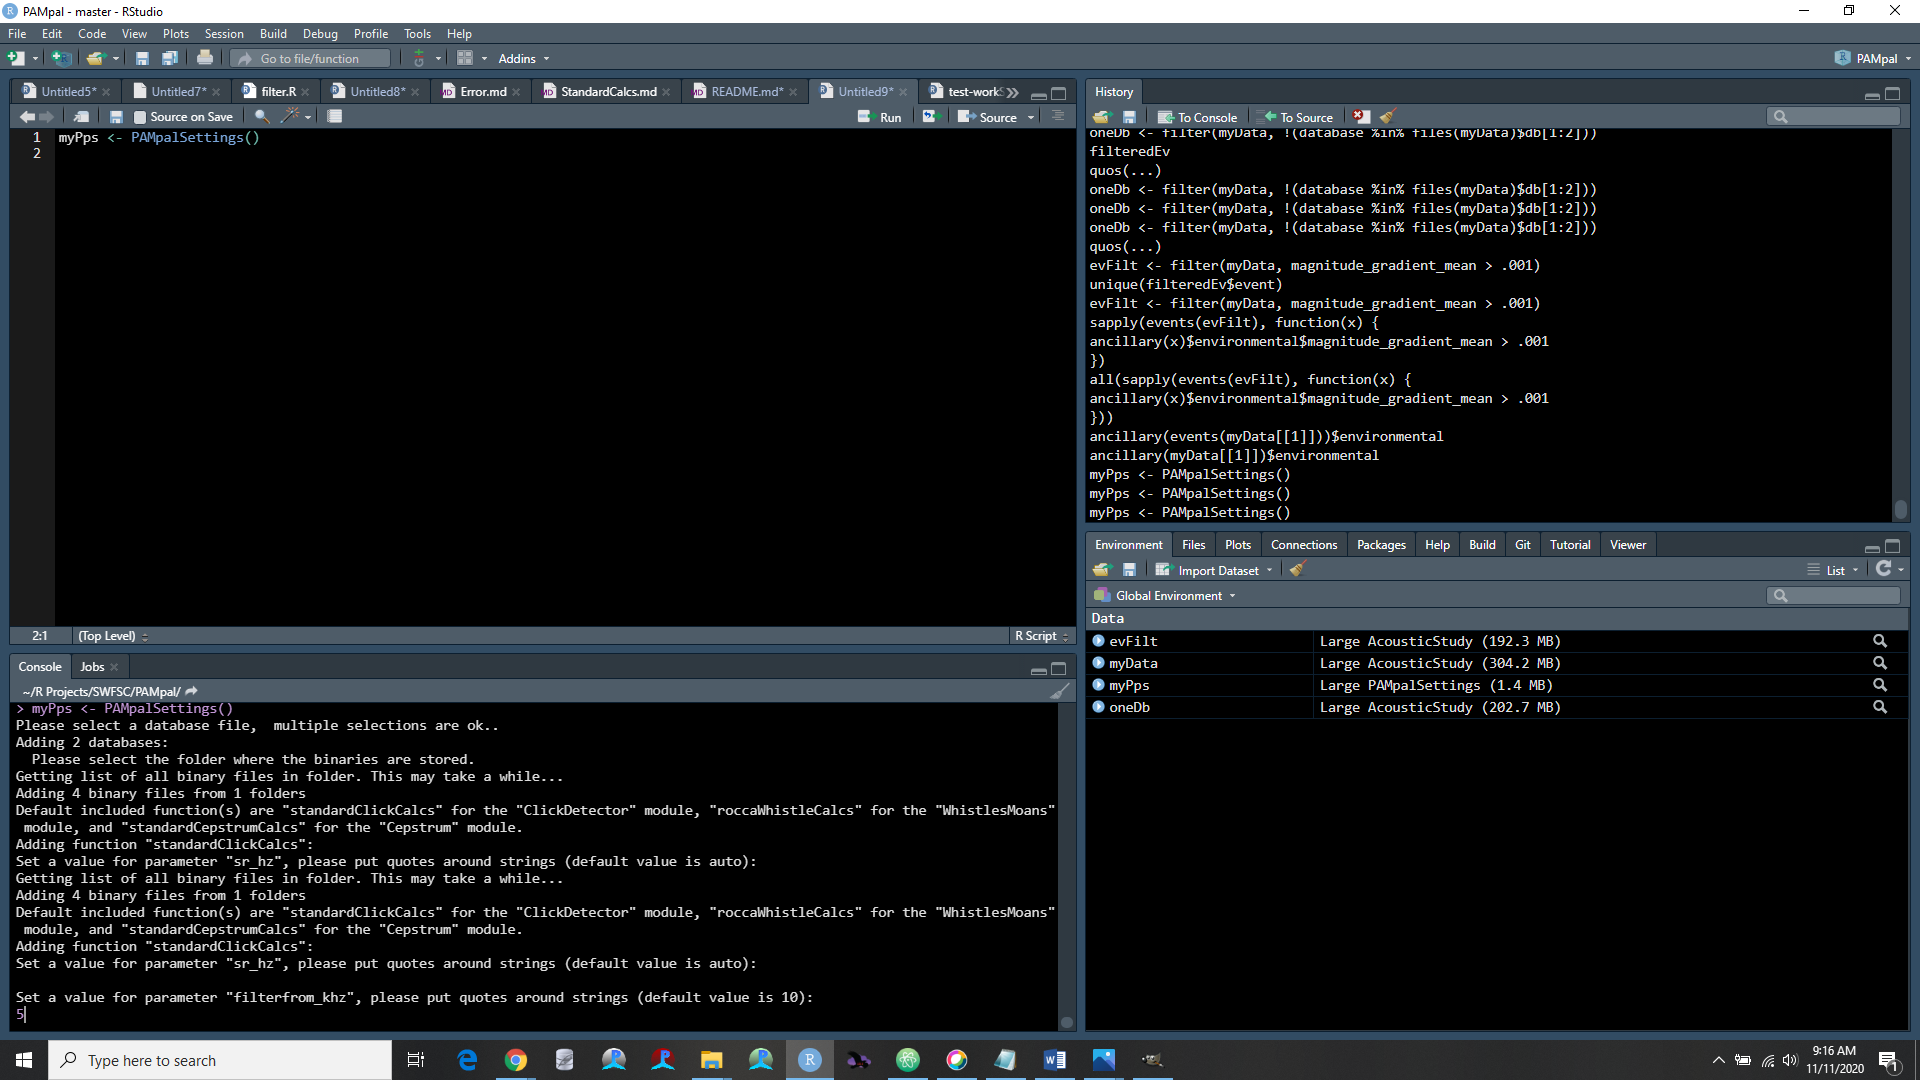 PAMpal - master - RStudio
File Edit Code View Plots Session Build Debug Profile Tools Help
Go to file/function Addins PAMpal
Untitled5* Untitled7* filter.R Untitled8* Error.md StandardCalcs.md README.md* Untitled9*
Source on Save Run Source
1 myPps <- PAMpalSettings()
2
2:1 (Top Level) R Script
Console Jobs
~/R Projects/SWFSC/PAMpal/
> myPps <- PAMpalSettings()
Please select a database file,  multiple selections are ok..
Adding 2 databases:
  Please select the folder where the binaries are stored.
Getting list of all binary files in folder. This may take a while...
Adding 4 binary files from 1 folders
Default included function(s) are "standardClickCalcs" for the "ClickDetector" module, "roccaWhistleCalcs" for the "WhistlesMoans"
 module, and "standardCepstrumCalcs" for the "Cepstrum" module.
Adding function "standardClickCalcs":
Set a value for parameter "sr_hz", please put quotes around strings (default value is auto):
Getting list of all binary files in folder. This may take a while...
Adding 4 binary files from 1 folders
Default included function(s) are "standardClickCalcs" for the "ClickDetector" module, "roccaWhistleCalcs" for the "WhistlesMoans"
 module, and "standardCepstrumCalcs" for the "Cepstrum" module.
Adding function "standardClickCalcs":
Set a value for parameter "sr_hz", please put quotes around strings (default value is auto):
Set a value for parameter "filterfrom_khz", please put quotes around strings (default value is 10):
5
History
To Console To Source
oneDb <- filter(myData, !(database %in% files(myData)$db[1:2]))
filteredEv
quos(...)
oneDb <- filter(myData, !(database %in% files(myData)$db[1:2]))
oneDb <- filter(myData, !(database %in% files(myData)$db[1:2]))
oneDb <- filter(myData, !(database %in% files(myData)$db[1:2]))
quos(...)
evFilt <- filter(myData, magnitude_gradient_mean > .001)
unique(filteredEv$event)
evFilt <- filter(myData, magnitude_gradient_mean > .001)
sapply(events(evFilt), function(x) {
ancillary(x)$environmental$magnitude_gradient_mean > .001
})
all(sapply(events(evFilt), function(x) {
ancillary(x)$environmental$magnitude_gradient_mean > .001
}))
ancillary(events(myData[[1]]))$environmental
ancillary(myData[[1]])$environmental
myPps <- PAMpalSettings()
myPps <- PAMpalSettings()
myPps <- PAMpalSettings()
Environment Files Plots Connections Packages Help Build Git Tutorial Viewer
Import Dataset List
Global Environment
Data
evFilt Large AcousticStudy (192.3 MB)
myData Large AcousticStudy (304.2 MB)
myPps Large PAMpalSettings (1.4 MB)
oneDb Large AcousticStudy (202.7 MB)
Type here to search
9:16 AM
11/11/2020